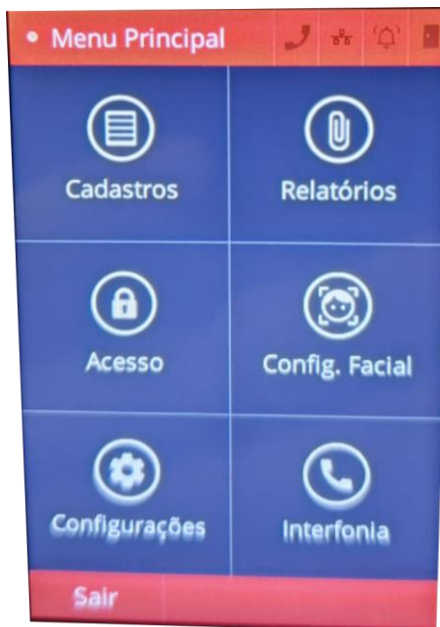 Menu Principal
Cadastros
Relatórios
Acesso
Config. Facial
Configurações
Interfonia
Sair